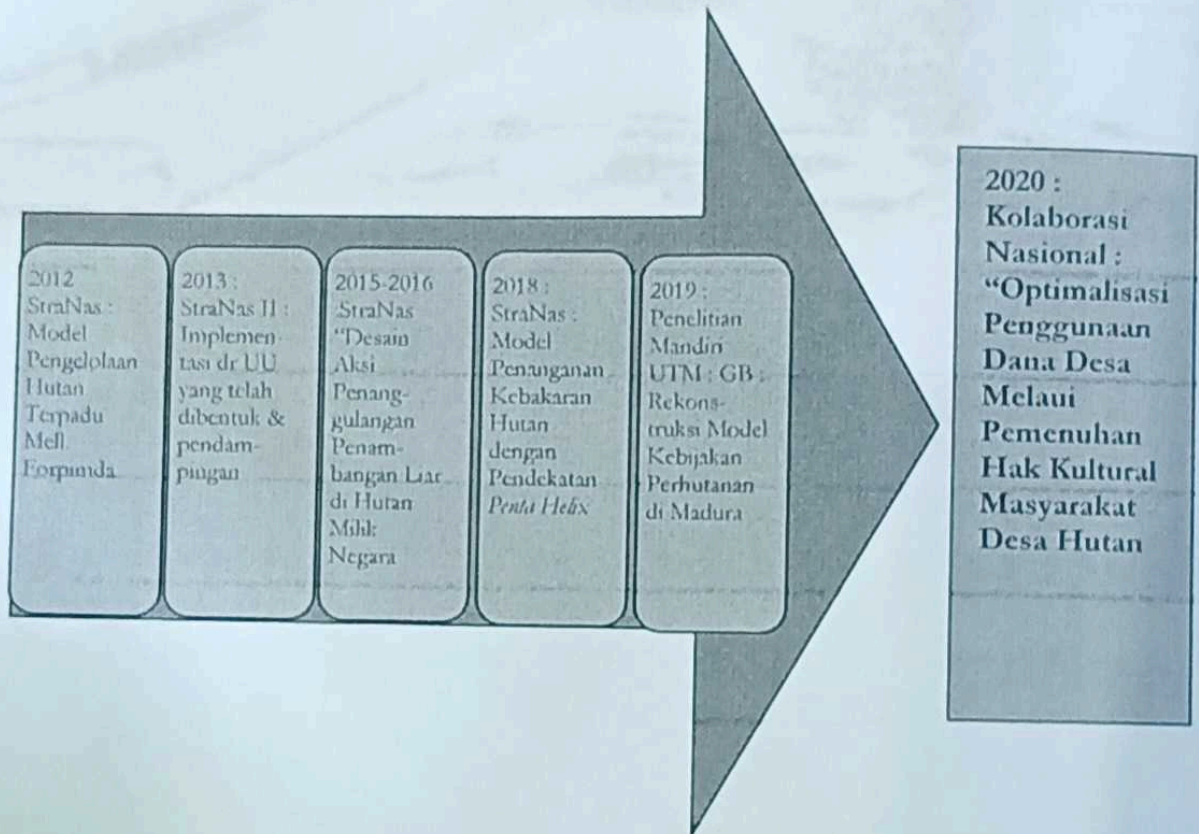 2012
StraNas :
Model
Pengelolaan
Hutan
Terpadu
Mell.
Forpimda
2013 :
StraNas II :
Implemen-
tasi dr UU
yang telah
dibentuk &
pendam-
pingan
2015-2016
:StraNas
“Desain
Aksi
Penang-
gulangan
Penam-
bangan Liar
di Hutan
Milik
Negara
2018 :
StraNas :
Model
Penanganan
Kebakaran
Hutan
dengan
Pendekatan
Penta Helix
2019 :
Penelitian
Mandiri
UTM : GB :
Rekons-
truksi Model
Kebijakan
Perhutanan
di Madura
2020 :
Kolaborasi
Nasional :
“Optimalisasi
Penggunaan
Dana Desa
Melaui
Pemenuhan
Hak Kultural
Masyarakat
Desa Hutan